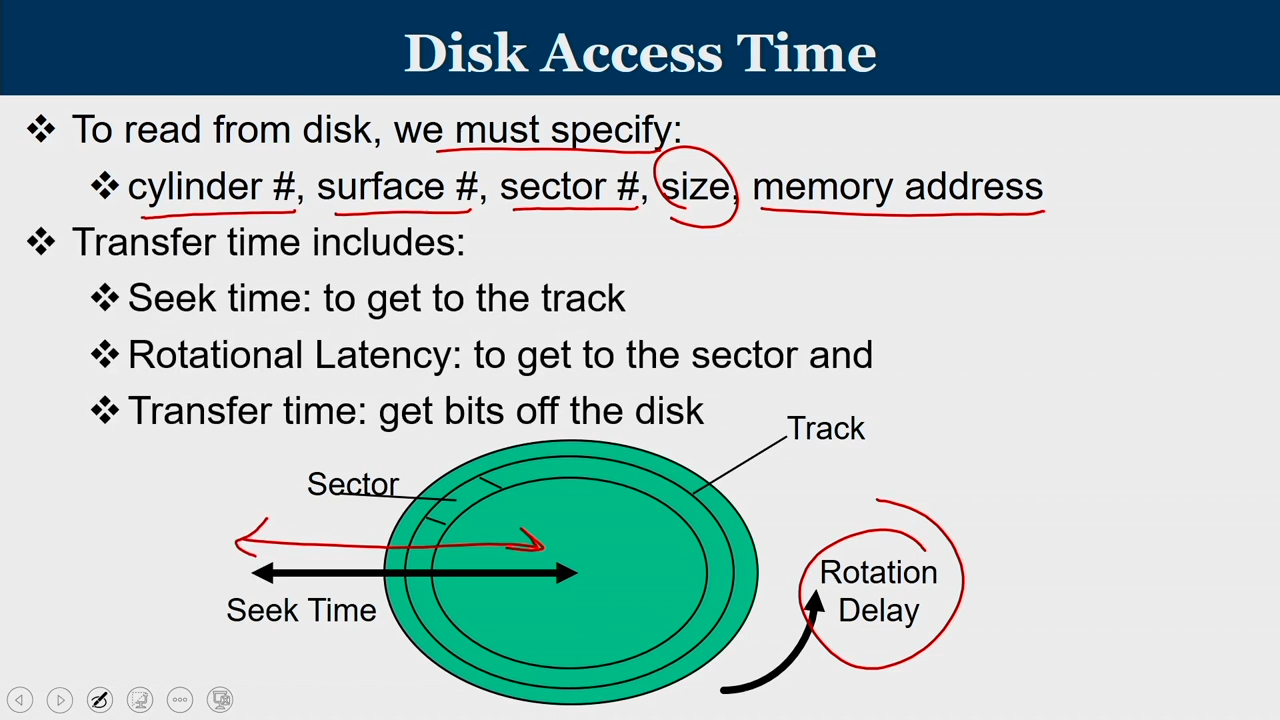 Disk Access Time
❖ To read from disk, we must specify:
❖ cylinder #, surface #, sector #, size, memory address
❖ Transfer time includes:
❖ Seek time: to get to the track
❖ Rotational Latency: to get to the sector and
❖ Transfer time: get bits off the disk
Track
Sector
Rotation
Delay
Seek Time